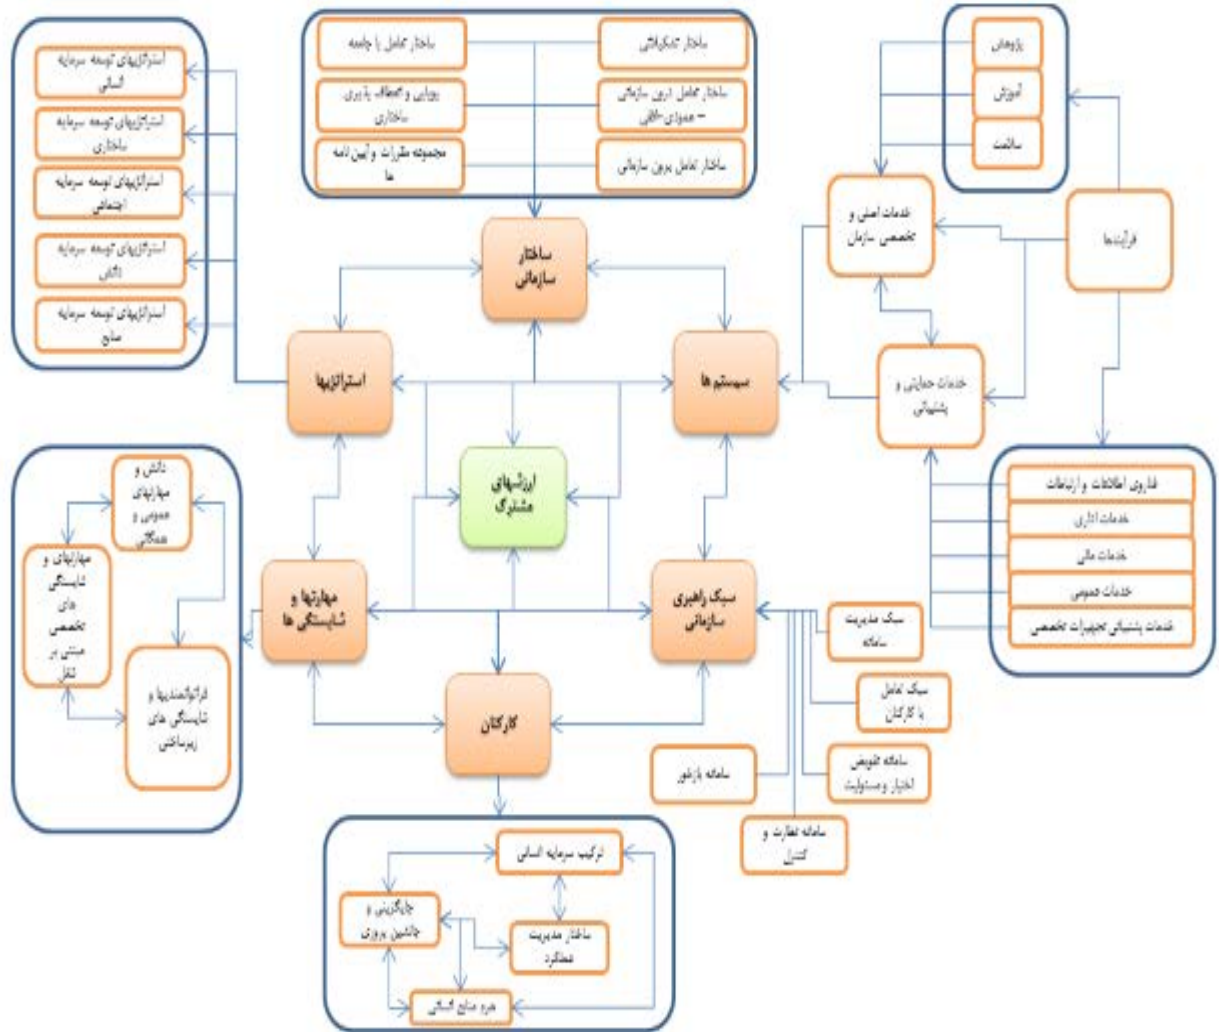 ساختار تشکیلاتی
ساختار تعامل با جامعه
ساختار تعامل درون سازمانی
– عمودی-افقی
پویایی و انعطاف پذیری
ساختاری
ساختار تعامل برون سازمانی
مجموعه مقررات و آیین نامه
ها
پژوهش
آموزش
سلامت
فرآیندها
خدمات اصلی و
تخصصی سازمان
خدمات حمایتی و
پشتیبانی
فناوری اطلاعات و ارتباطات
خدمات اداری
خدمات مالی
خدمات عمومی
خدمات پشتیبانی تجهیزات تخصصی
ساختار
سازمانی
سیستم ها
استراتژیها
ارزشهای
مشترک
سبک راهبری
سازمانی
مهارتها و
شایستگی ها
کارکنان
استراتژیهای توسعه سرمایه
انسانی
استراتژیهای توسعه سرمایه
ساختاری
استراتژیهای توسعه سرمایه
اجتماعی
استراتژیهای توسعه سرمایه
دانش
استراتژیهای توسعه سرمایه
منابع
سبک مدیریت
سامانه
سبک تعامل
با کارکنان
سامانه تفویض
اختیار و مسئولیت
سامانه نظارت و
کنترل
سامانه بازخور
دانش و
مهارتهای
عمومی و
همگانی
مهارتهای و
شایستگی
های
تخصصی
مبتنی بر
شغل
فراتوانمندیها و
شایستگی های
زیرساختی
ترکیب سرمایه انسانی
جایگزینی و
جانشین پروری
ساختار مدیریت
عملکرد
هرم منابع انسانی